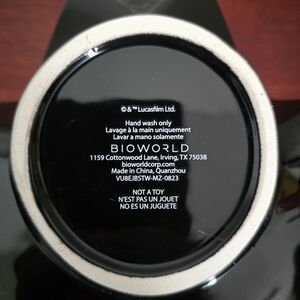 © & ™ Lucasfilm Ltd.
Hand wash only
Lavage à la main uniquement
Lavar a mano solamente
BIOWORLD
1159 Cottonwood Lane, Irving, TX 75038
bioworldcorp.com
Made in China, Quanzhou
VU8EJB5TW-MZ-0823
NOT A TOY
N'EST PAS UN JOUET
NO ES UN JUGUETE